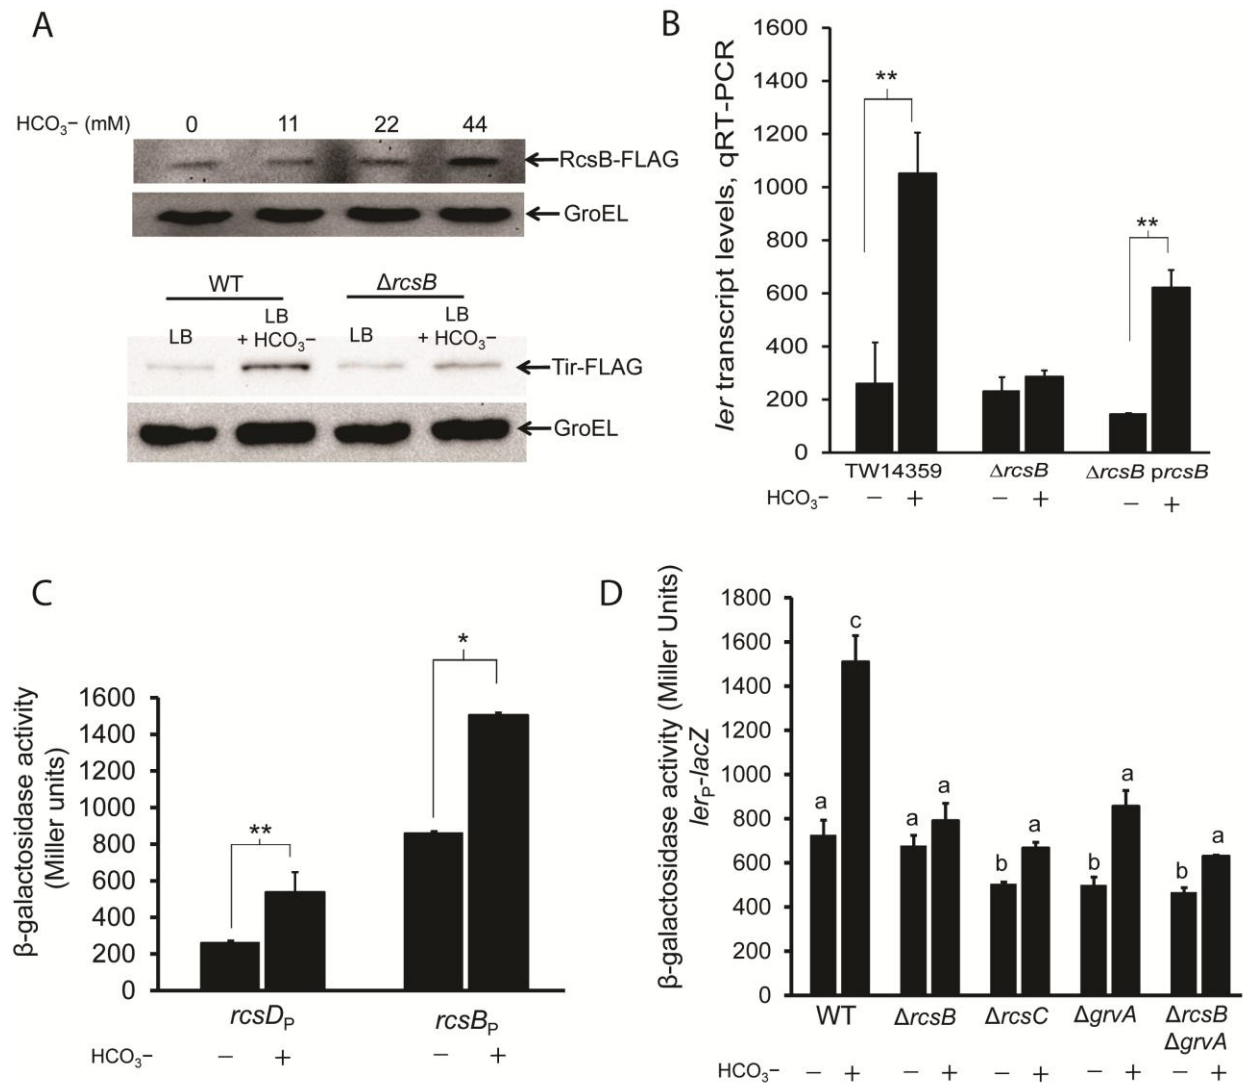 A
HCO₃⁻ (mM) 0 11 22 44
RcsB-FLAG
GroEL
WT ΔrcsB
LB LB + HCO₃⁻ LB LB + HCO₃⁻
Tir-FLAG
GroEL
B
ler transcript levels, qRT-PCR
1600
1400
1200
1000
800
600
400
200
0
**
**
TW14359 ΔrcsB ΔrcsB prcsB
HCO₃⁻ − + − + − +
C
β-galactosidase activity
(Miller units)
1600
1400
1200
1000
800
600
400
200
0
**
*
rcsDP rcsBP
HCO₃⁻ − + − +
D
β-galactosidase activity (Miller Units)
lerP-lacZ
1800
1600
1400
1200
1000
800
600
400
200
0
a c a a b a b a b a
WT ΔrcsB ΔrcsC ΔgrvA ΔrcsB
ΔgrvA
HCO₃⁻ − + − + − + − + − +